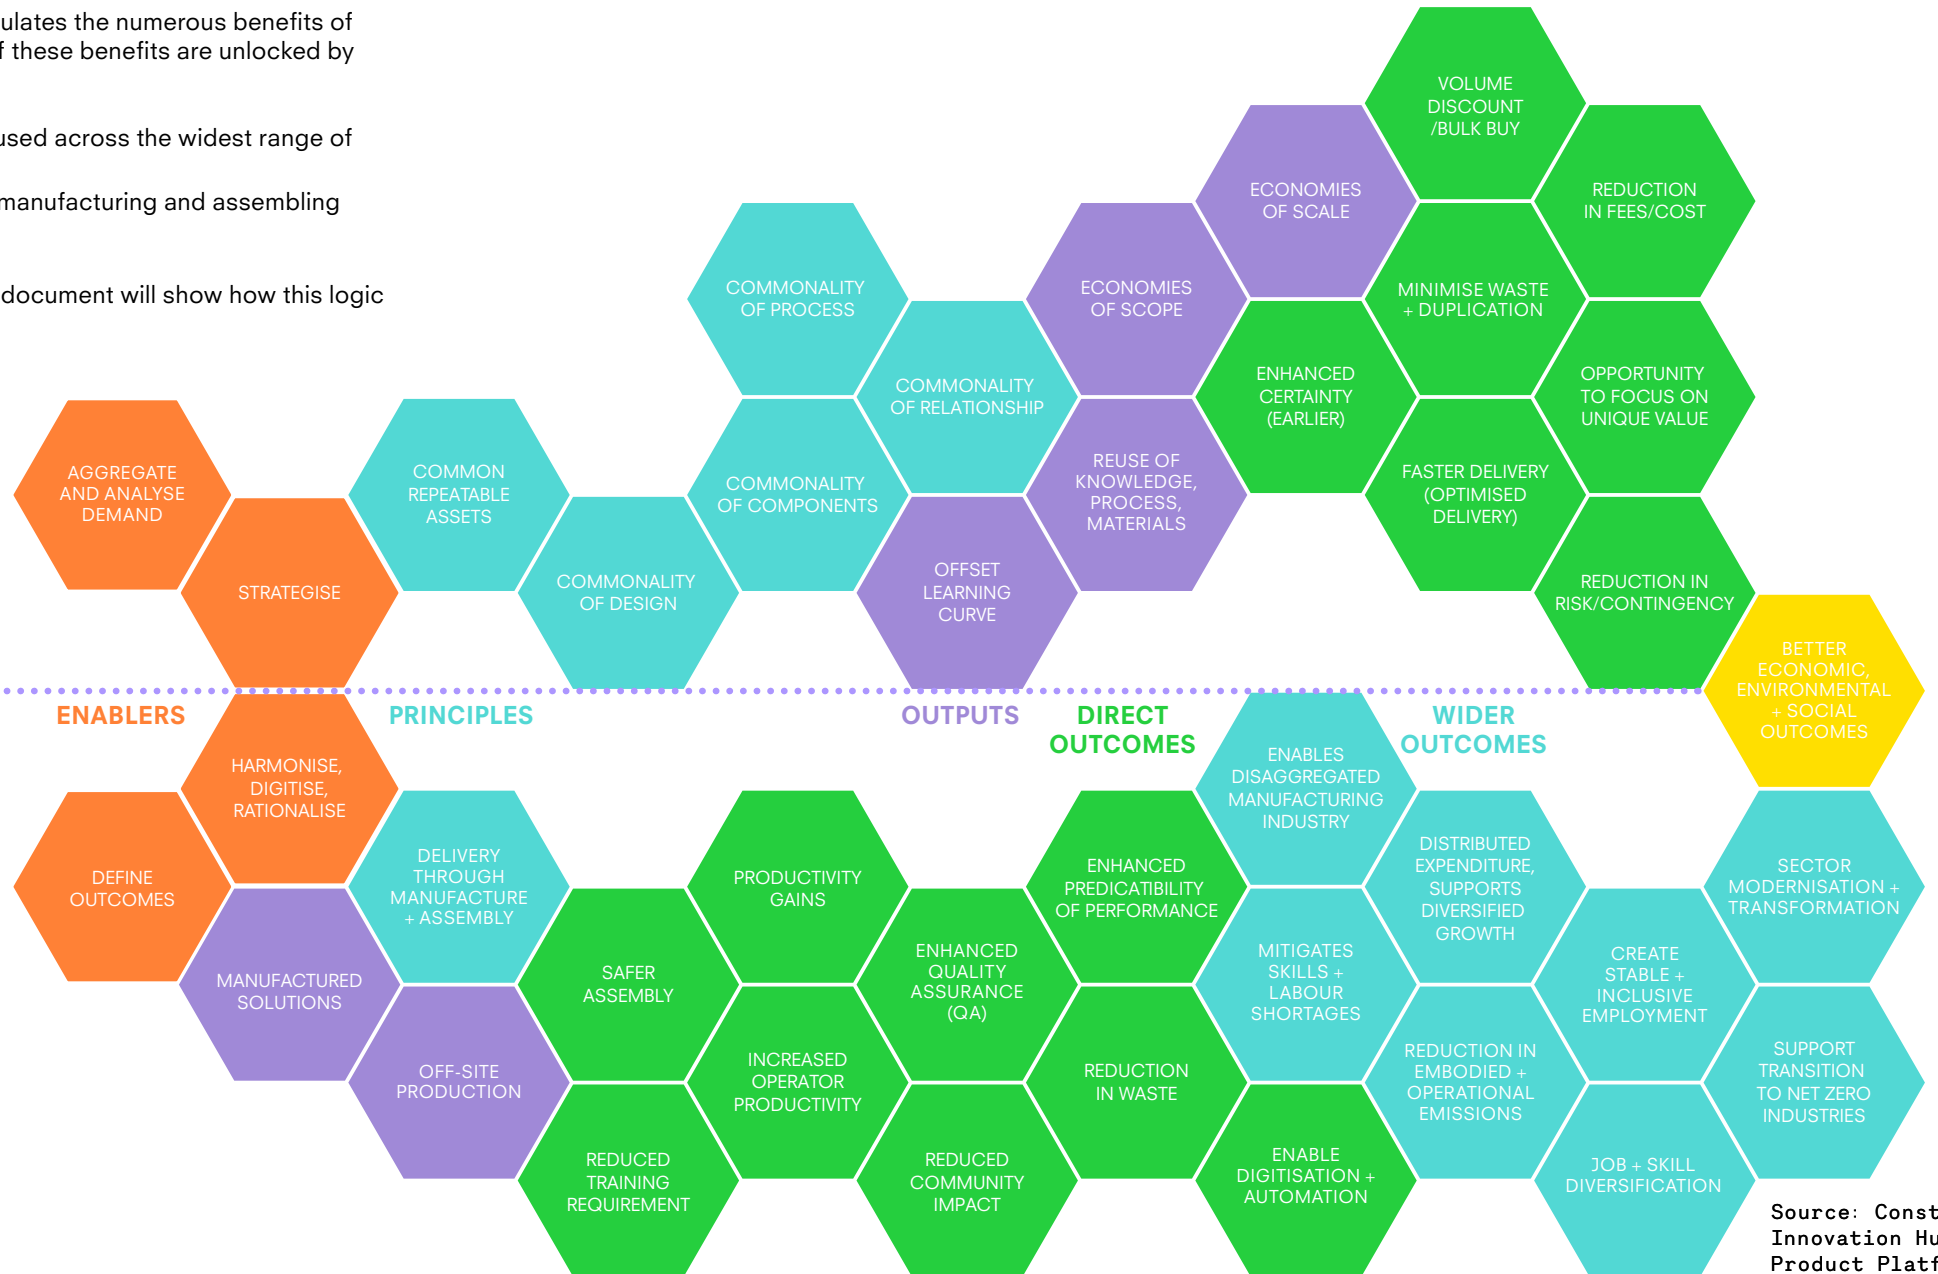 ulates the numerous benefits of
f these benefits are unlocked by
used across the widest range of
manufacturing and assembling
document will show how this logic
VOLUME
DISCOUNT
/BULK BUY
ECONOMIES
OF SCALE
REDUCTION
IN FEES/COST
COMMONALITY
OF PROCESS
ECONOMIES
OF SCOPE
MINIMISE WASTE
+ DUPLICATION
COMMONALITY
OF RELATIONSHIP
ENHANCED
CERTAINTY
(EARLIER)
OPPORTUNITY
TO FOCUS ON
UNIQUE VALUE
AGGREGATE
AND ANALYSE
DEMAND
COMMON
REPEATABLE
ASSETS
COMMONALITY
OF COMPONENTS
REUSE OF
KNOWLEDGE,
PROCESS,
MATERIALS
FASTER DELIVERY
(OPTIMISED
DELIVERY)
STRATEGISE
COMMONALITY
OF DESIGN
OFFSET
LEARNING
CURVE
REDUCTION IN
RISK/CONTINGENCY
BETTER
ECONOMIC,
ENVIRONMENTAL
+ SOCIAL
OUTCOMES
ENABLERS
PRINCIPLES
OUTPUTS
DIRECT
OUTCOMES
WIDER
OUTCOMES
HARMONISE,
DIGITISE,
RATIONALISE
ENABLES
DISAGGREGATED
MANUFACTURING
INDUSTRY
DEFINE
OUTCOMES
DELIVERY
THROUGH
MANUFACTURE
+ ASSEMBLY
PRODUCTIVITY
GAINS
ENHANCED
PREDICATIBILITY
OF PERFORMANCE
DISTRIBUTED
EXPENDITURE,
SUPPORTS
DIVERSIFIED
GROWTH
SECTOR
MODERNISATION +
TRANSFORMATION
MANUFACTURED
SOLUTIONS
SAFER
ASSEMBLY
ENHANCED
QUALITY
ASSURANCE
(QA)
MITIGATES
SKILLS +
LABOUR
SHORTAGES
CREATE
STABLE +
INCLUSIVE
EMPLOYMENT
OFF-SITE
PRODUCTION
INCREASED
OPERATOR
PRODUCTIVITY
REDUCTION
IN WASTE
REDUCTION IN
EMBODIED +
OPERATIONAL
EMISSIONS
SUPPORT
TRANSITION
TO NET ZERO
INDUSTRIES
REDUCED
TRAINING
REQUIREMENT
REDUCED
COMMUNITY
IMPACT
ENABLE
DIGITISATION +
AUTOMATION
JOB + SKILL
DIVERSIFICATION
Source: Const
Innovation Hu
Product Platf